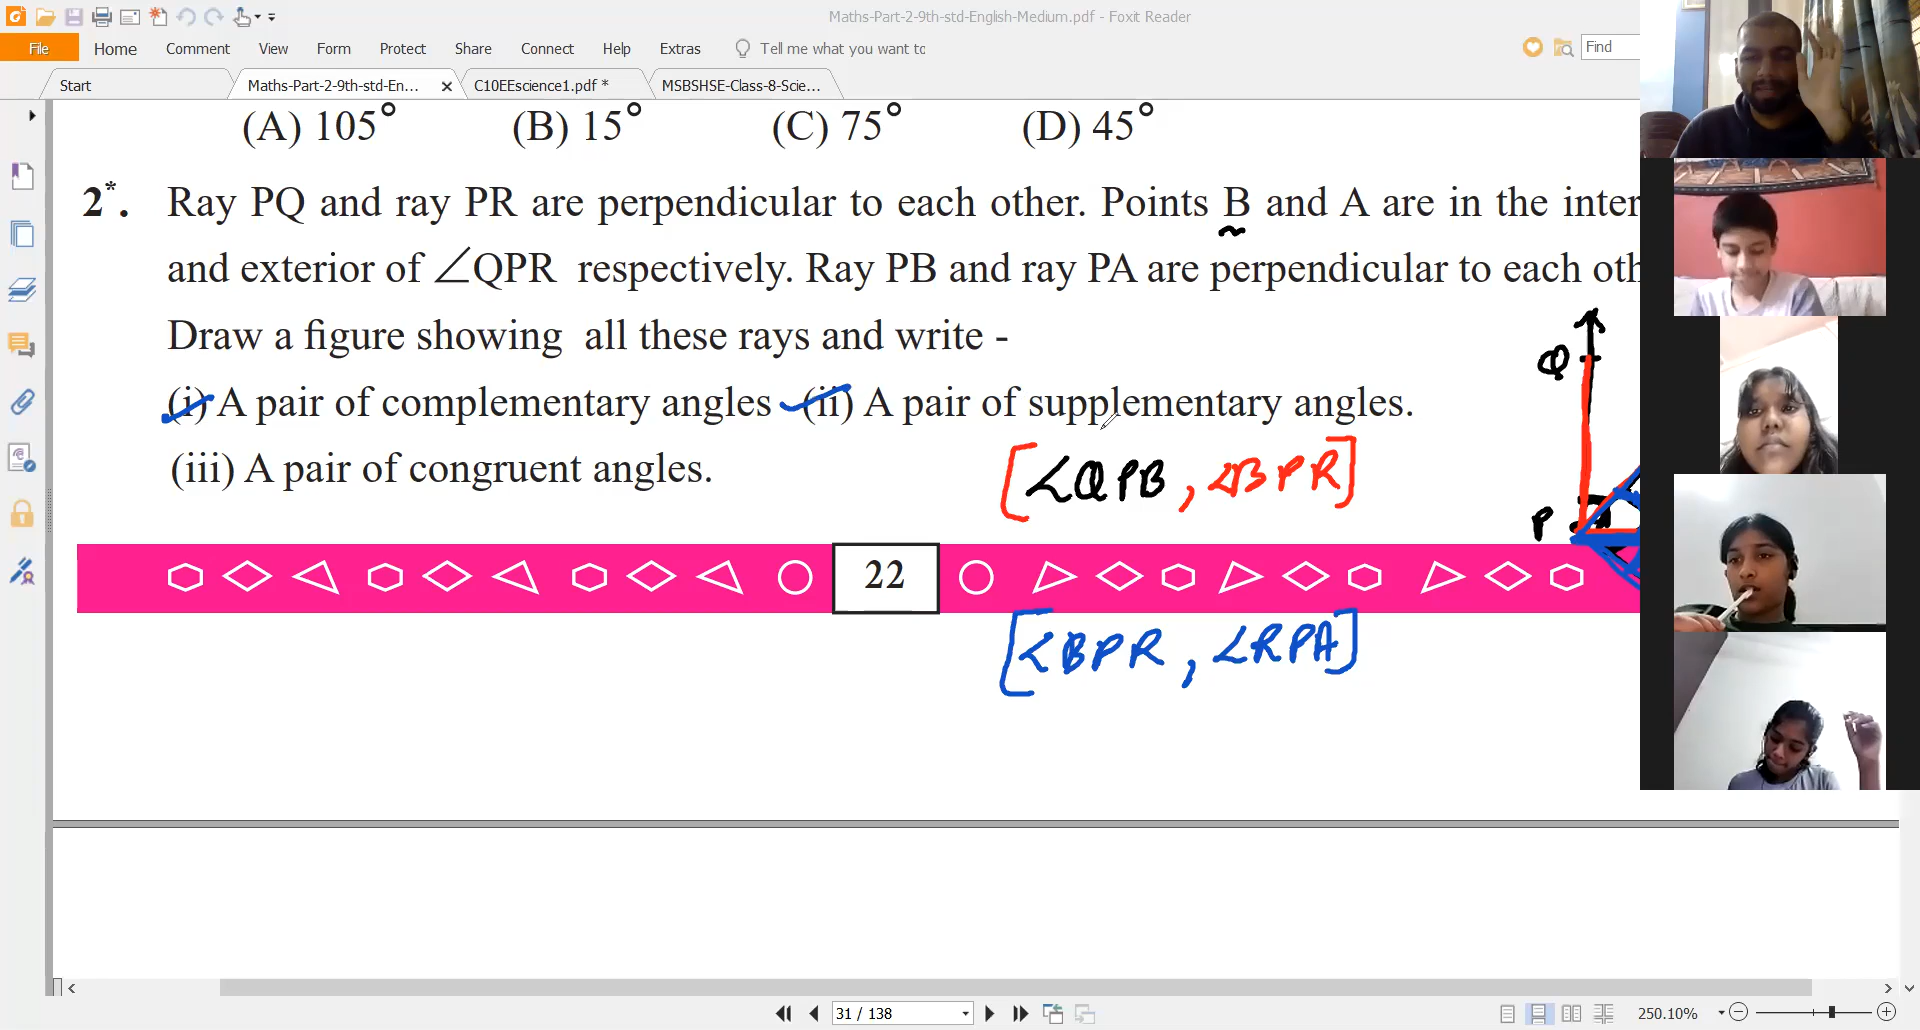 Maths-Part-2-9th-std-English-Medium.pdf - Foxit Reader
File Home Comment View Form Protect Share Connect Help Extras Tell me what you want to Find
Start Maths-Part-2-9th-std-En... C10EEscience1.pdf * MSBSHSE-Class-8-Scie...
(A) 105° (B) 15° (C) 75° (D) 45°
2*. Ray PQ and ray PR are perpendicular to each other. Points B and A are in the inter
and exterior of ∠QPR respectively. Ray PB and ray PA are perpendicular to each oth
Draw a figure showing all these rays and write -
(i) A pair of complementary angles (ii) A pair of supplementary angles.
(iii) A pair of congruent angles.
[∠QPB, ∠BPR]
Q
P
22
[∠BPR, ∠RPA]
31 / 138
250.10%